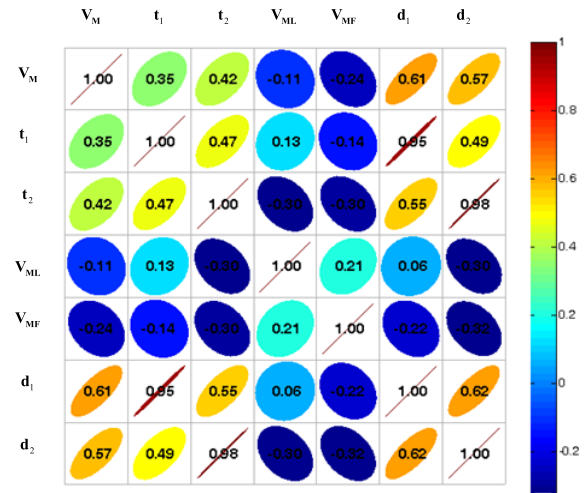 V_M t_1 t_2 V_ML V_MF d_1 d_2
V_M 1.00 0.35 0.42 -0.11 -0.24 0.61 0.57
t_1 0.35 1.00 0.47 0.13 -0.14 0.95 0.49
t_2 0.42 0.47 1.00 -0.30 -0.30 0.55 0.98
V_ML -0.11 0.13 -0.30 1.00 0.21 0.06 -0.30
V_MF -0.24 -0.14 -0.30 0.21 1.00 -0.22 -0.32
d_1 0.61 0.95 0.55 0.06 -0.22 1.00 0.62
d_2 0.57 0.49 0.98 -0.30 -0.32 0.62 1.00
1
0.8
0.6
0.4
0.2
0
-0.2